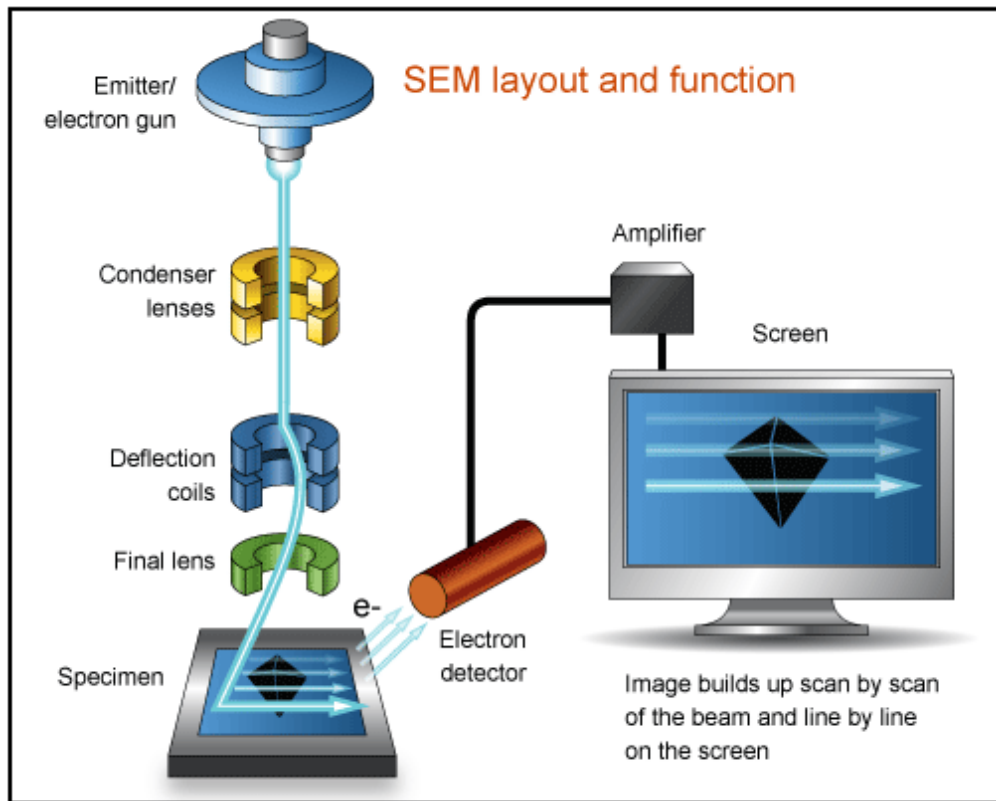 SEM layout and function
Emitter/
electron gun
Condenser
lenses
Amplifier
Screen
Deflection
coils
Final lens
e-
Electron
detector
Specimen
Image builds up scan by scan
of the beam and line by line
on the screen